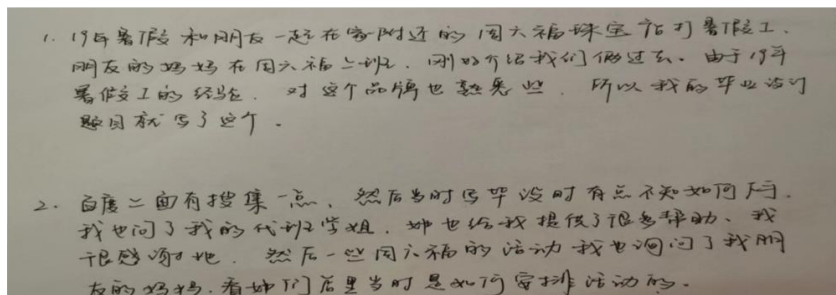 1. 19年暑假和朋友一起在家附近的周六福珠宝店打暑假工.
朋友的妈妈在周六福上班,刚好介绍我们俩过去。由于19年
暑假工的经验,对这个品牌也熟悉些,所以我的毕业设计
题目就写了这个。
2. 百度上面有搜集一点,然后当时写毕设时有点不知如何下手.
我也问了我的代班学姐,她也给我提供了很多帮助、我
很感谢她.然后一些周六福的活动我也询问了我朋
友的妈妈.看她门店里当时是如何安排活动的.